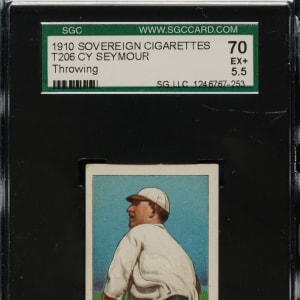 SGC WWW.SGCCARD.COM
1910 SOVEREIGN CIGARETTES
T206 CY SEYMOUR
Throwing
70
EX+
5.5
SG LLC 1246767-253